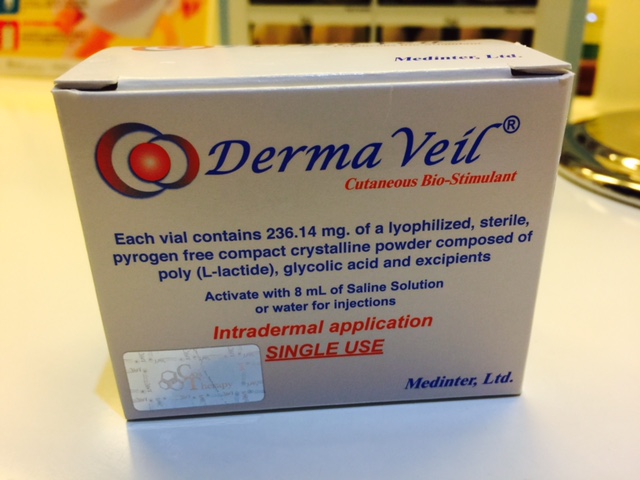 Medinter, Ltd.
Derma Veil®
Cutaneous Bio-Stimulant
Each vial contains 236.14 mg. of a lyophilized, sterile,
pyrogen free compact crystalline powder composed of
poly (L-lactide), glycolic acid and excipients
Activate with 8 mL of Saline Solution
or water for injections
Intradermal application
SINGLE USE
Medinter, Ltd.